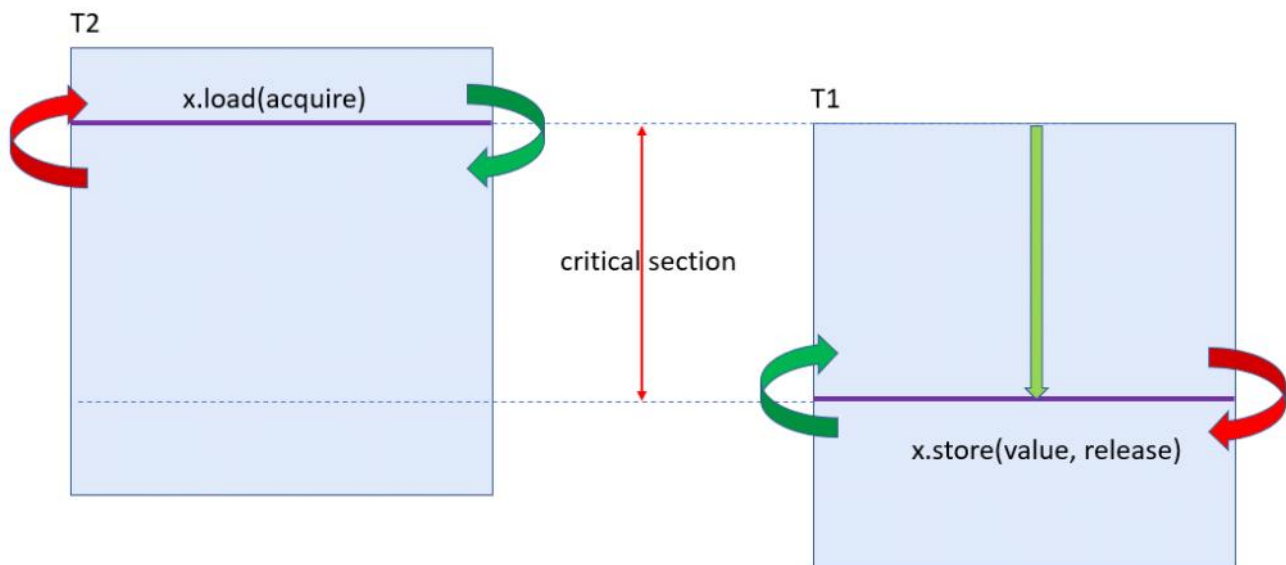 T2
x.load(acquire)
T1
critical section
x.store(value, release)